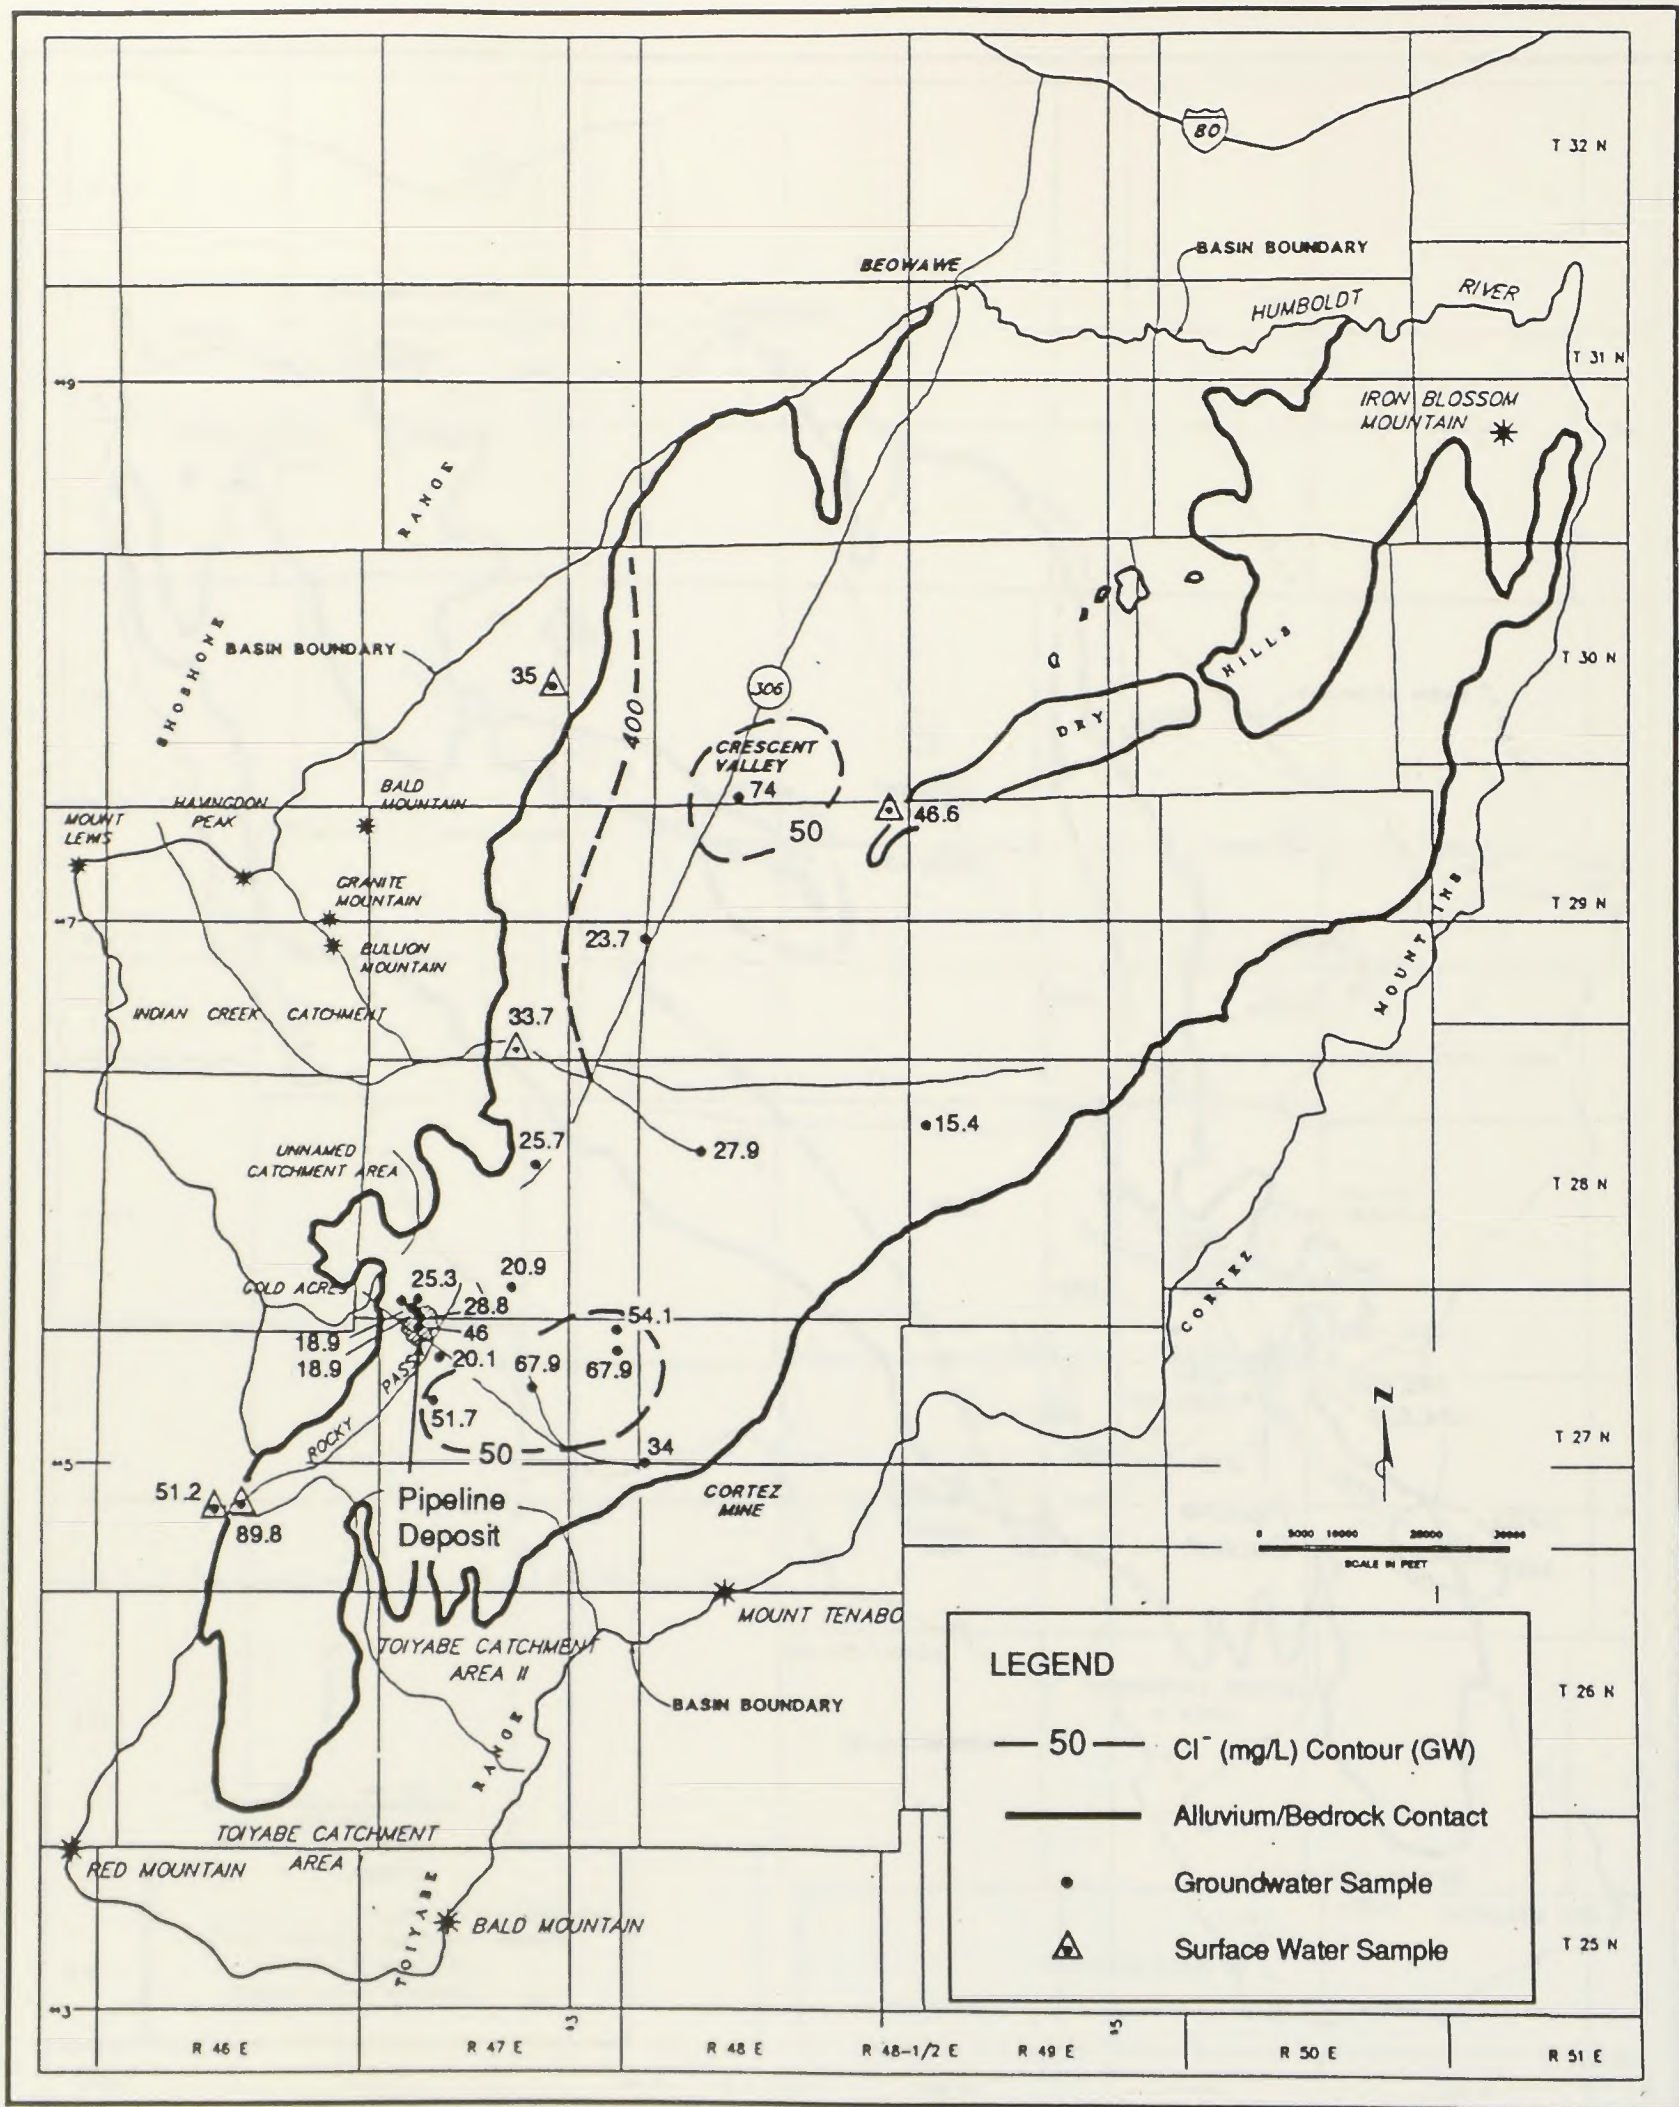 80
T 32 N
BASIN BOUNDARY
BEOWAWE
HUMBOLDT
RIVER
T 31 N
IRON BLOSSOM
MOUNTAIN
RANGE
SHOSHONE
BASIN BOUNDARY
35
400
306
CRESCENT
VALLEY
74
50
46.6
DRY
HILLS
T 30 N
BALD
MOUNTAIN
HAVINGDON
PEAK
MOUNT
LEWIS
GRANITE
MOUNTAIN
BULLION
MOUNTAIN
23.7
T 29 N
INDIAN CREEK CATCHMENT
33.7
15.4
25.7
27.9
UNNAMED
CATCHMENT AREA
T 28 N
CORTEZ
GOLD ACRES
25.3
20.9
28.8
54.1
46
18.9
18.9
20.1
67.9
67.9
ROCKY PASS
51.7
50
34
N
T 27 N
51.2
89.8
Pipeline
Deposit
CORTEZ
MINE
0 5000 10000 20000 30000
SCALE IN FEET
MOUNT TENABO
TOIYABE CATCHMENT
AREA II
BASIN BOUNDARY
T 26 N
TOIYABE
RANGE
TOIYABE CATCHMENT
AREA I
RED MOUNTAIN
BALD MOUNTAIN
LEGEND
50 Cl⁻ (mg/L) Contour (GW)
Alluvium/Bedrock Contact
Groundwater Sample
Surface Water Sample
T 25 N
R 46 E R 47 E R 48 E R 48-1/2 E R 49 E R 50 E R 51 E